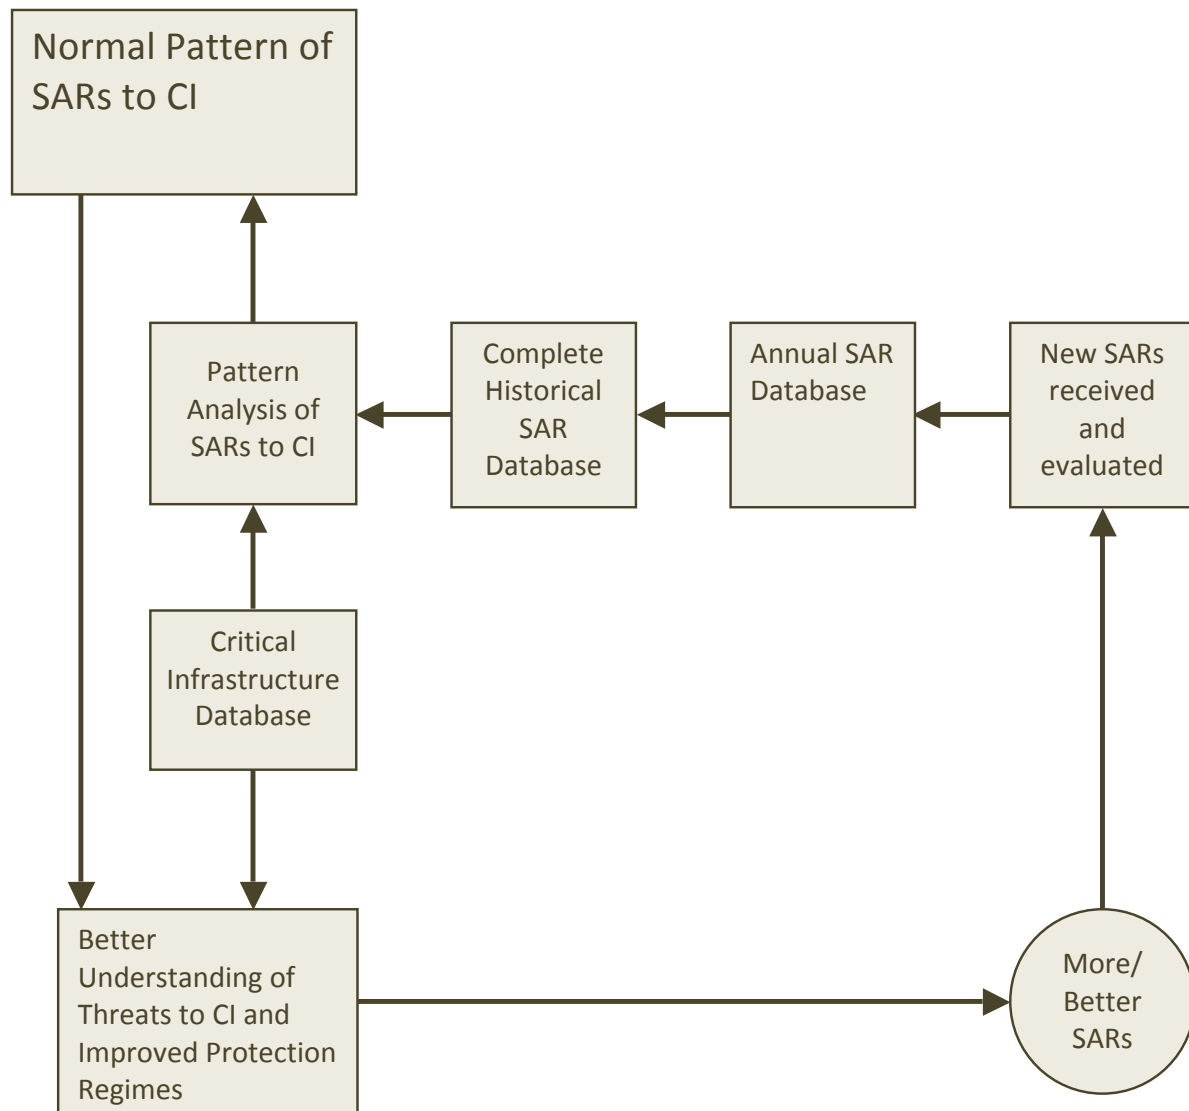 Normal Pattern of
SARs to CI
Pattern
Analysis of
SARs to CI
Complete
Historical
SAR
Database
Annual SAR
Database
New SARs
received
and
evaluated
Critical
Infrastructure
Database
Better
Understanding of
Threats to CI and
Improved Protection
Regimes
More/
Better
SARs